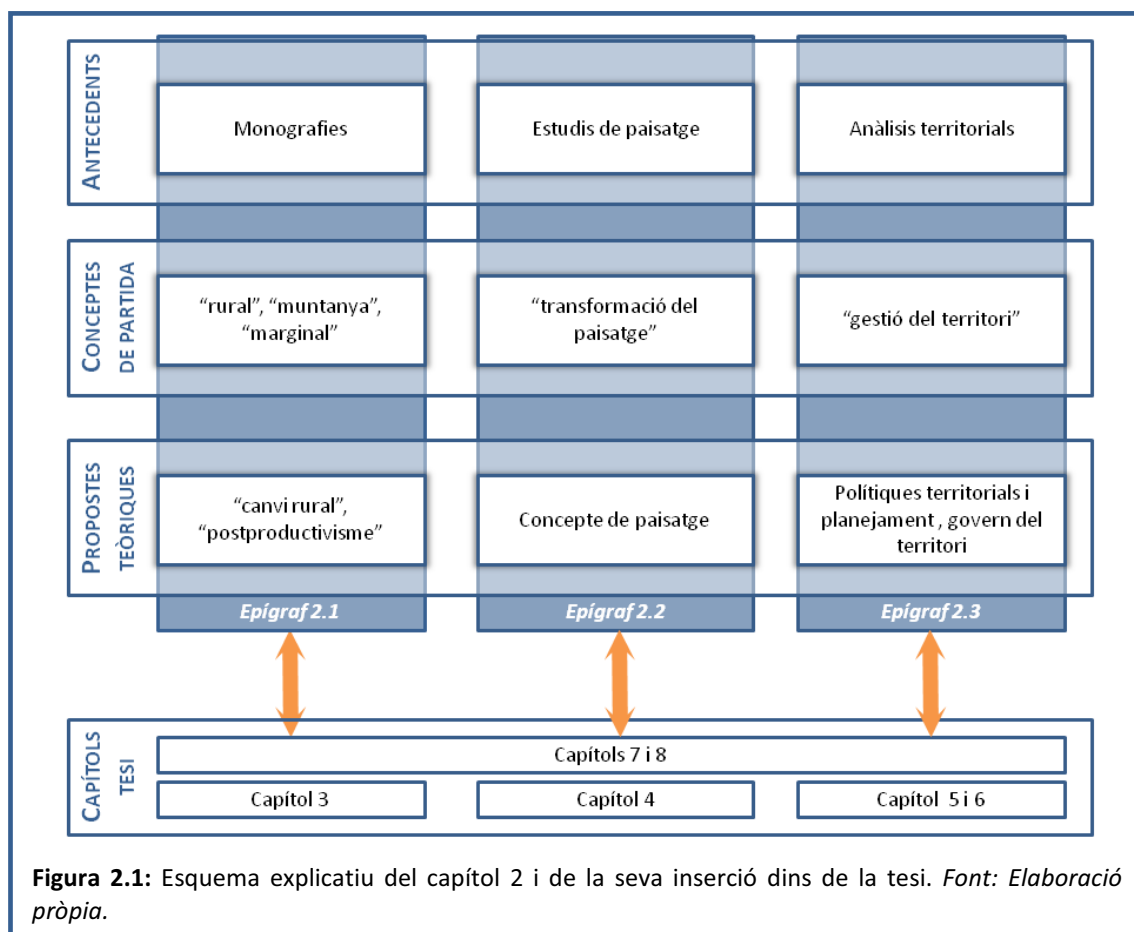 ANTECEDENTS
Monografies
Estudis de paisatge
Anàlisis territorials
CONCEPTES
DE PARTIDA
“rural”, “muntanya”,
“marginal”
“transformació del
paisatge”
“gestió del territori”
PROPOSTES
TEÒRIQUES
“canvi rural”,
“postproductivisme”
Concepte de paisatge
Polítiques territorials i
planejament , govern del
territori
Epígraf 2.1
Epígraf 2.2
Epígraf 2.3
CAPÍTOLS
TESI
Capítols 7 i 8
Capítol 3
Capítol 4
Capítol 5 i 6
Figura 2.1: Esquema explicatiu del capítol 2 i de la seva inserció dins de la tesi. Font: Elaboració
pròpia.